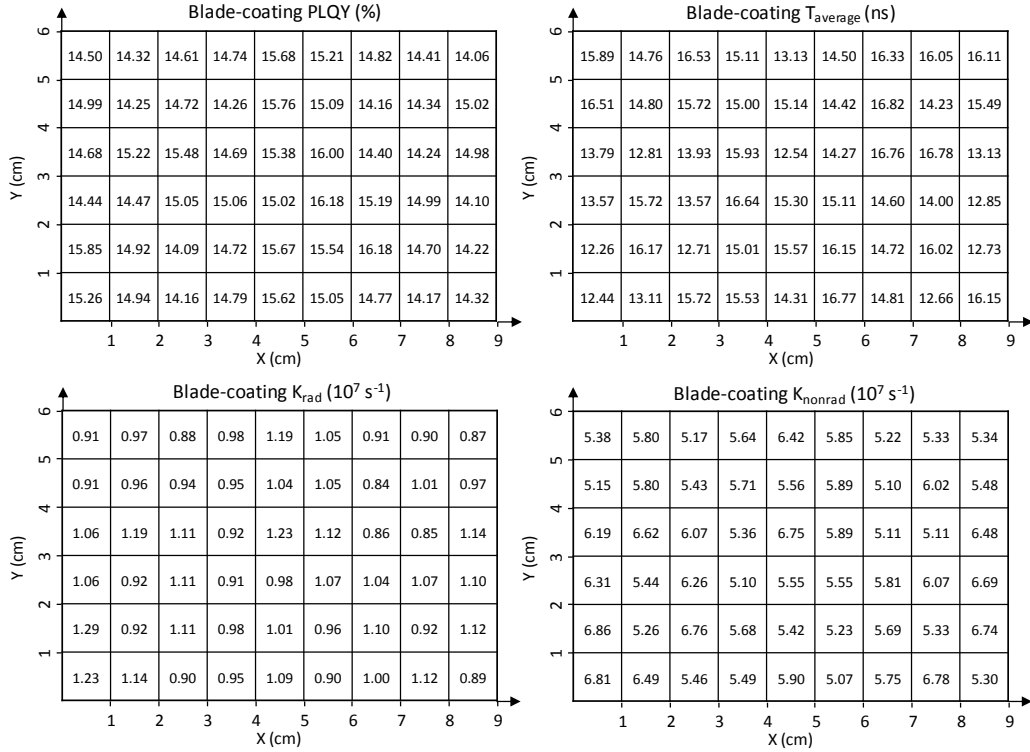 Blade-coating PLQY (%)
6
14.50 14.32 14.61 14.74 15.68 15.21 14.82 14.41 14.06
5
14.99 14.25 14.72 14.26 15.76 15.09 14.16 14.34 15.02
4
14.68 15.22 15.48 14.69 15.38 16.00 14.40 14.24 14.98
Y (cm)
3
14.44 14.47 15.05 15.06 15.02 16.18 15.19 14.99 14.10
2
15.85 14.92 14.09 14.72 15.67 15.54 16.18 14.70 14.22
1
15.26 14.94 14.16 14.79 15.62 15.05 14.77 14.17 14.32
1 2 3 4 5 6 7 8 9
X (cm)
Blade-coating Taverage (ns)
6
15.89 14.76 16.53 15.11 13.13 14.50 16.33 16.05 16.11
5
16.51 14.80 15.72 15.00 15.14 14.42 16.82 14.23 15.49
4
13.79 12.81 13.93 15.93 12.54 14.27 16.76 16.78 13.13
Y (cm)
3
13.57 15.72 13.57 16.64 15.30 15.11 14.60 14.00 12.85
2
12.26 16.17 12.71 15.01 15.57 16.15 14.72 16.02 12.73
1
12.44 13.11 15.72 15.53 14.31 16.77 14.81 12.66 16.15
1 2 3 4 5 6 7 8 9
X (cm)
Blade-coating Krad (10⁷ s⁻¹)
6
0.91 0.97 0.88 0.98 1.19 1.05 0.91 0.90 0.87
5
0.91 0.96 0.94 0.95 1.04 1.05 0.84 1.01 0.97
4
1.06 1.19 1.11 0.92 1.23 1.12 0.86 0.85 1.14
Y (cm)
3
1.06 0.92 1.11 0.91 0.98 1.07 1.04 1.07 1.10
2
1.29 0.92 1.11 0.98 1.01 0.96 1.10 0.92 1.12
1
1.23 1.14 0.90 0.95 1.09 0.90 1.00 1.12 0.89
1 2 3 4 5 6 7 8 9
X (cm)
Blade-coating Knonrad (10⁷ s⁻¹)
6
5.38 5.80 5.17 5.64 6.42 5.85 5.22 5.33 5.34
5
5.15 5.80 5.43 5.71 5.56 5.89 5.10 6.02 5.48
4
6.19 6.62 6.07 5.36 6.75 5.89 5.11 5.11 6.48
Y (cm)
3
6.31 5.44 6.26 5.10 5.55 5.55 5.81 6.07 6.69
2
6.86 5.26 6.76 5.68 5.42 5.23 5.69 5.33 6.74
1
6.81 6.49 5.46 5.49 5.90 5.07 5.75 6.78 5.30
1 2 3 4 5 6 7 8 9
X (cm)